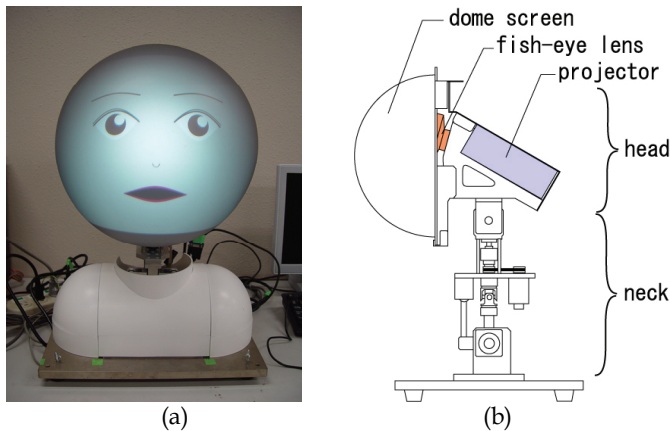 dome screen
fish-eye lens
projector
head
neck
(a)
(b)